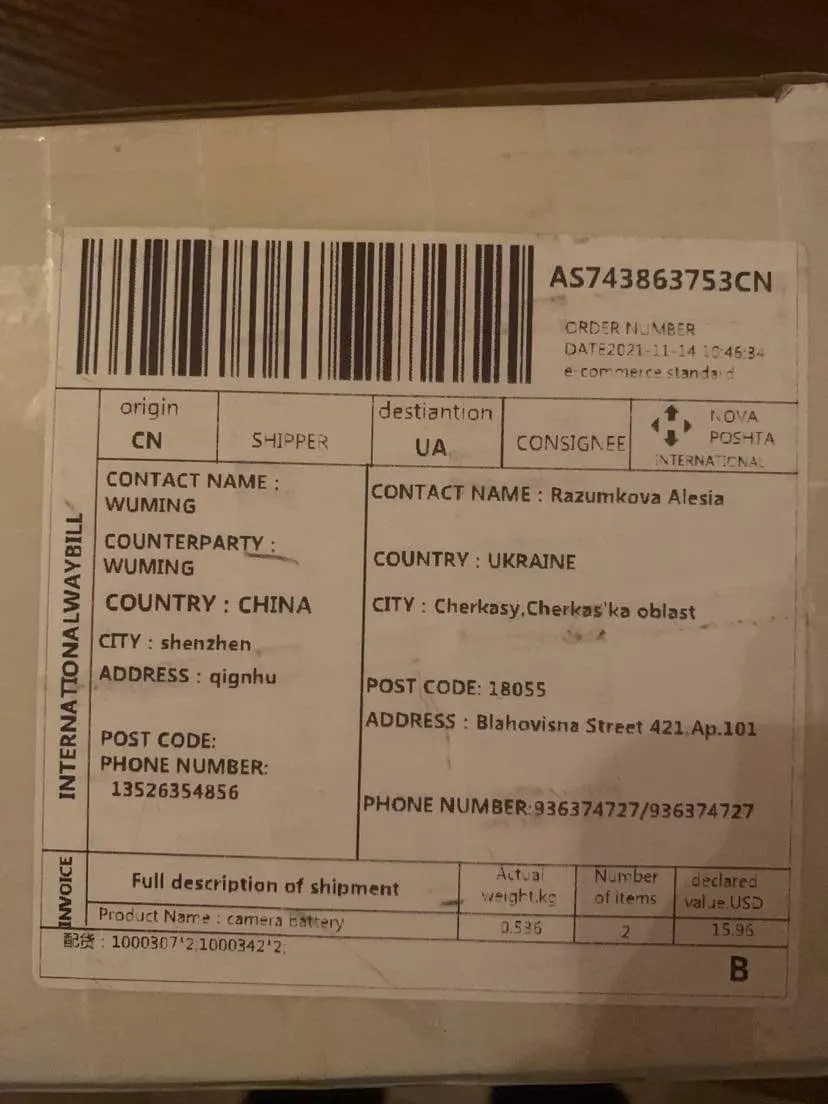 AS743863753CN
ORDER NUMBER
DATE2021-11-14 10:46:34
e-commerce standard
origin
CN
SHIPPER
destiantion
UA
CONSIGNEE
NOVA
POSHTA
INTERNATIONAL
INTERNATIONALWAYBILL
CONTACT NAME :
WUMING
COUNTERPARTY :
WUMING
COUNTRY : CHINA
CITY : shenzhen
ADDRESS : qignhu
POST CODE:
PHONE NUMBER:
13526354856
CONTACT NAME : Razumkova Alesia
COUNTRY : UKRAINE
CITY : Cherkasy,Cherkas'ka oblast
POST CODE: 18055
ADDRESS : Blahovisna Street 421.Ap.101
PHONE NUMBER:936374727/936374727
INVOICE
Full description of shipment
Actual
weight.kg
Number
of items
declared
value.USD
Product Name : camera battery
0.536
2
15.96
配货 : 1000307*2;1000342*2;
B